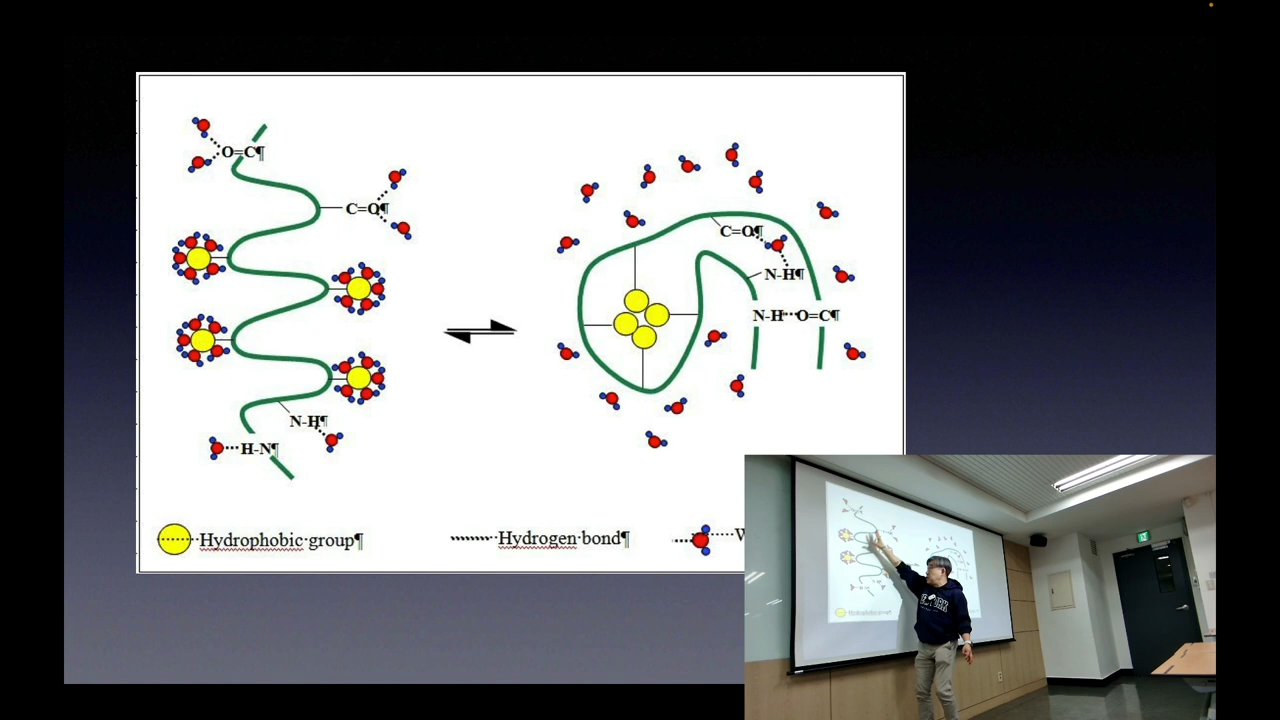 O=C¶
C=O¶
N-H¶
H-N¶
C=O¶
N-H¶
N-H O=C¶
Hydrophobic·group¶
Hydrogen·bond¶
W